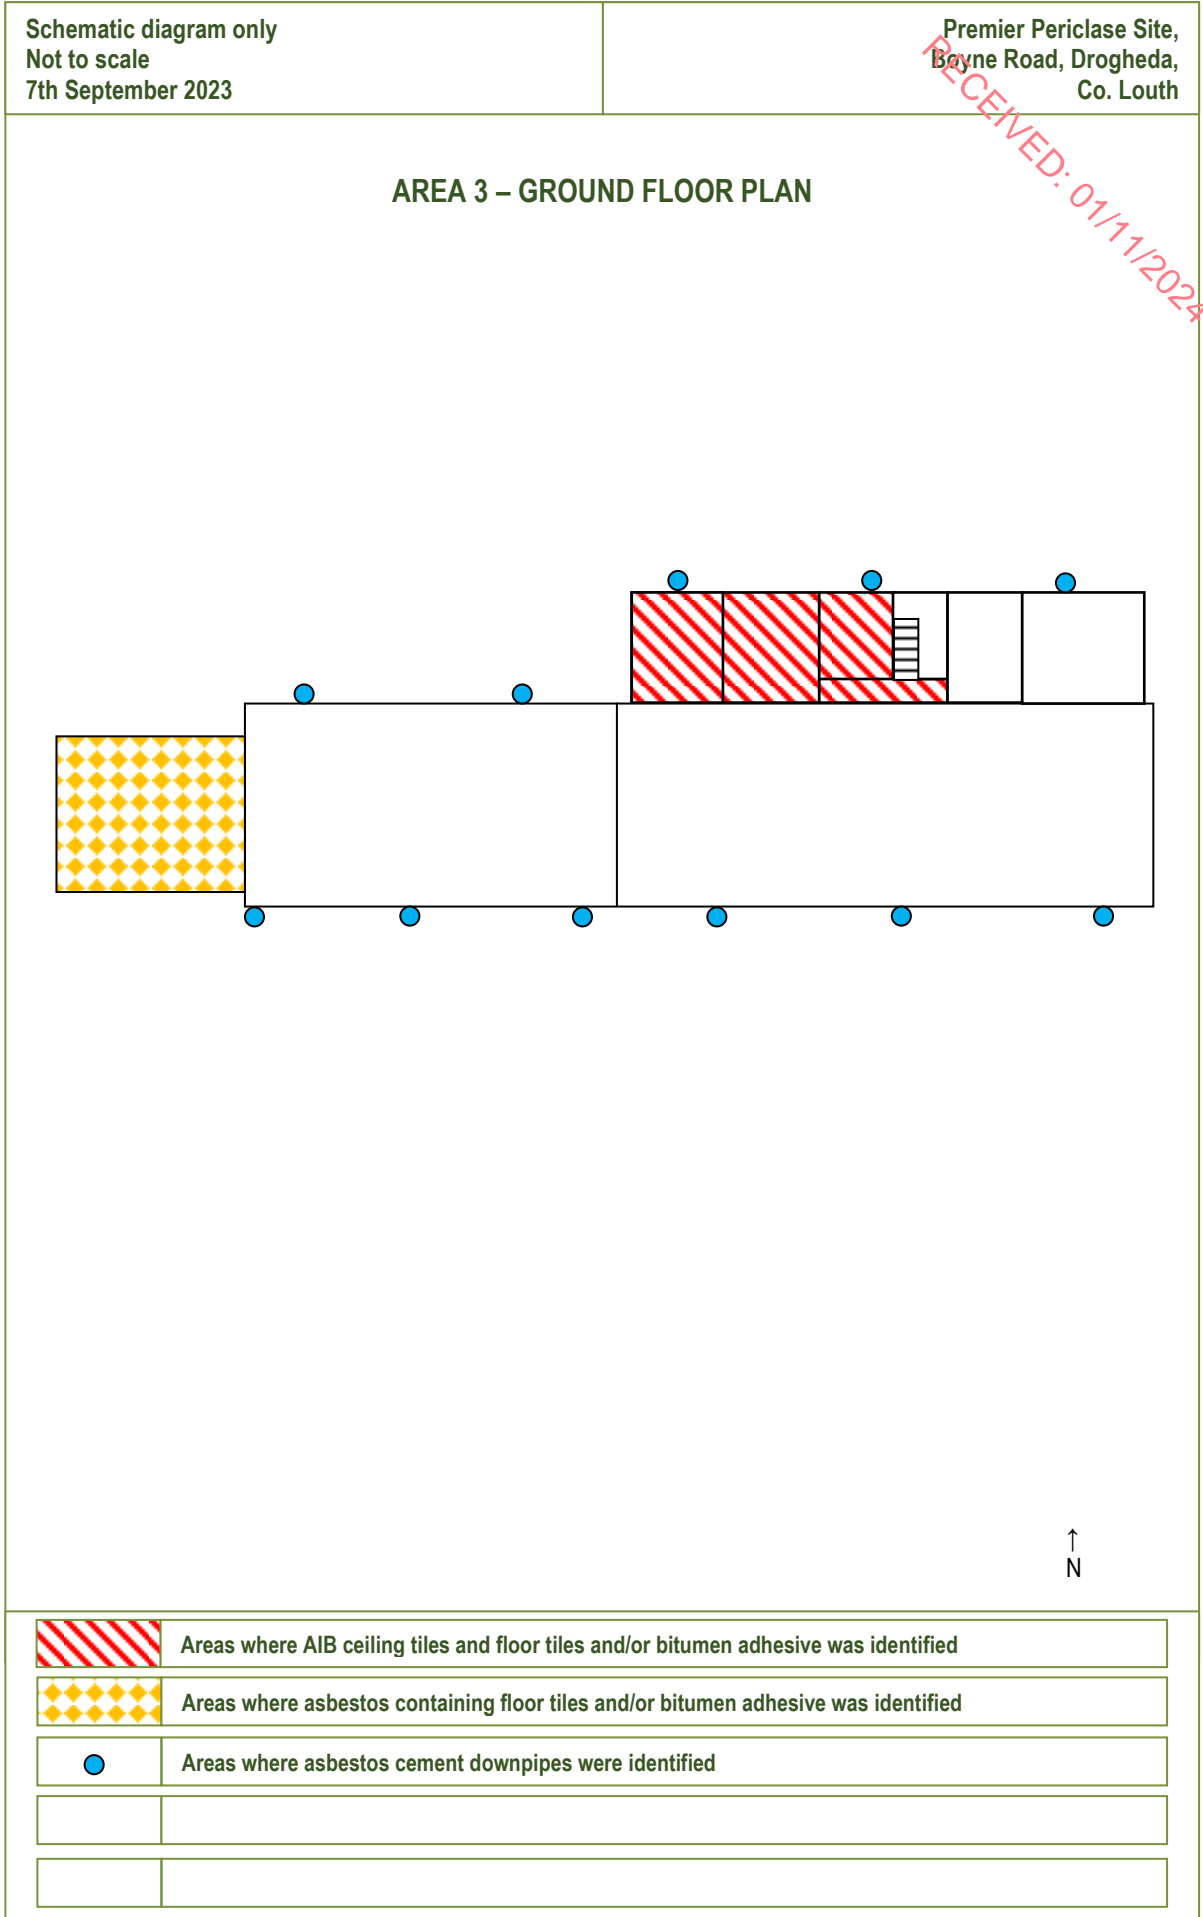 Schematic diagram only
Not to scale
7th September 2023
Premier Periclase Site,
Boyne Road, Drogheda,
Co. Louth
RECEIVED: 01/11/2024
AREA 3 – GROUND FLOOR PLAN
↑
N
Areas where AIB ceiling tiles and floor tiles and/or bitumen adhesive was identified
Areas where asbestos containing floor tiles and/or bitumen adhesive was identified
Areas where asbestos cement downpipes were identified